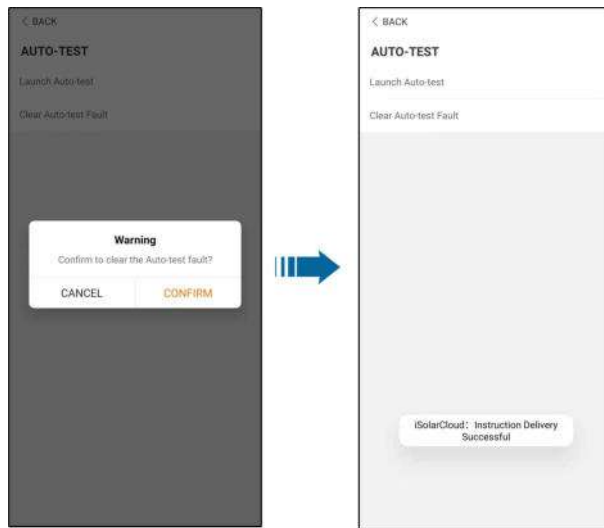 < BACK
AUTO-TEST
Launch Auto-test
Clear Auto-test Fault
Warning
Confirm to clear the Auto-test fault?
CANCEL CONFIRM
< BACK
AUTO-TEST
Launch Auto-test
Clear Auto-test Fault
iSolarCloud: Instruction Delivery
Successful